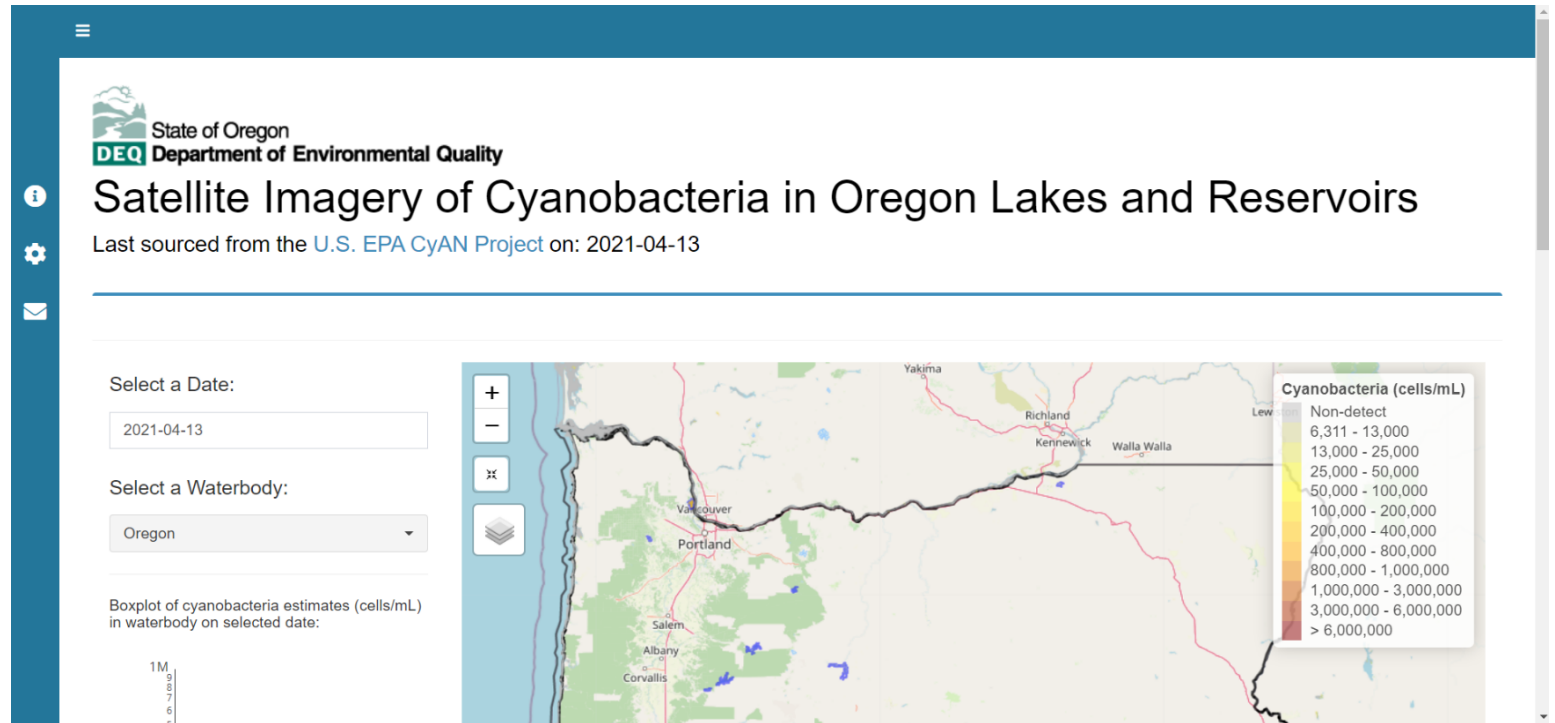 State of Oregon
DEQ Department of Environmental Quality
Satellite Imagery of Cyanobacteria in Oregon Lakes and Reservoirs
Last sourced from the U.S. EPA CyAN Project on: 2021-04-13
Select a Date:
2021-04-13
Select a Waterbody:
Oregon
Boxplot of cyanobacteria estimates (cells/mL)
in waterbody on selected date:
1M
9
8
7
6
+
−
Yakima
Richland
Kennewick
Walla Walla
Vancouver
Portland
Salem
Albany
Corvallis
Cyanobacteria (cells/mL)
Non-detect
6,311 - 13,000
13,000 - 25,000
25,000 - 50,000
50,000 - 100,000
100,000 - 200,000
200,000 - 400,000
400,000 - 800,000
800,000 - 1,000,000
1,000,000 - 3,000,000
3,000,000 - 6,000,000
> 6,000,000